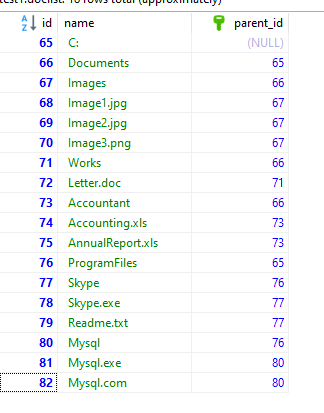 rows total (approximately)
id name parent_id
65 C: (NULL)
66 Documents 65
67 Images 66
68 Image1.jpg 67
69 Image2.jpg 67
70 Image3.png 67
71 Works 66
72 Letter.doc 71
73 Accountant 66
74 Accounting.xls 73
75 AnnualReport.xls 73
76 ProgramFiles 65
77 Skype 76
78 Skype.exe 77
79 Readme.txt 77
80 Mysql 76
81 Mysql.exe 80
82 Mysql.com 80